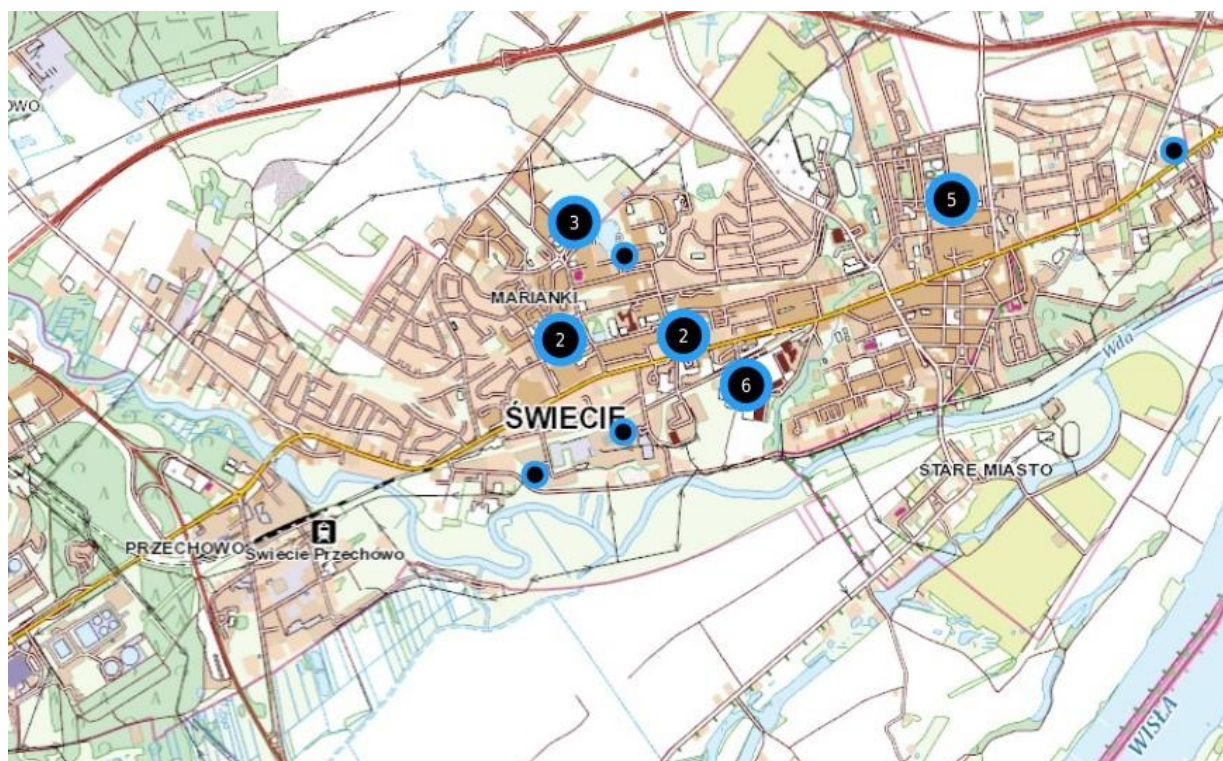 OWO
5
3
MARIANKI
2
2
Wda
6
ŚWIECIE
STARE MIASTO
PRZECHOWO
Świecie Przechowo
WISŁA